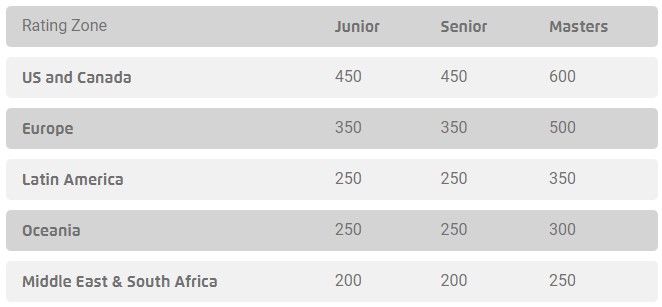 Rating Zone Junior Senior Masters
US and Canada 450 450 600
Europe 350 350 500
Latin America 250 250 350
Oceania 250 250 300
Middle East & South Africa 200 200 250